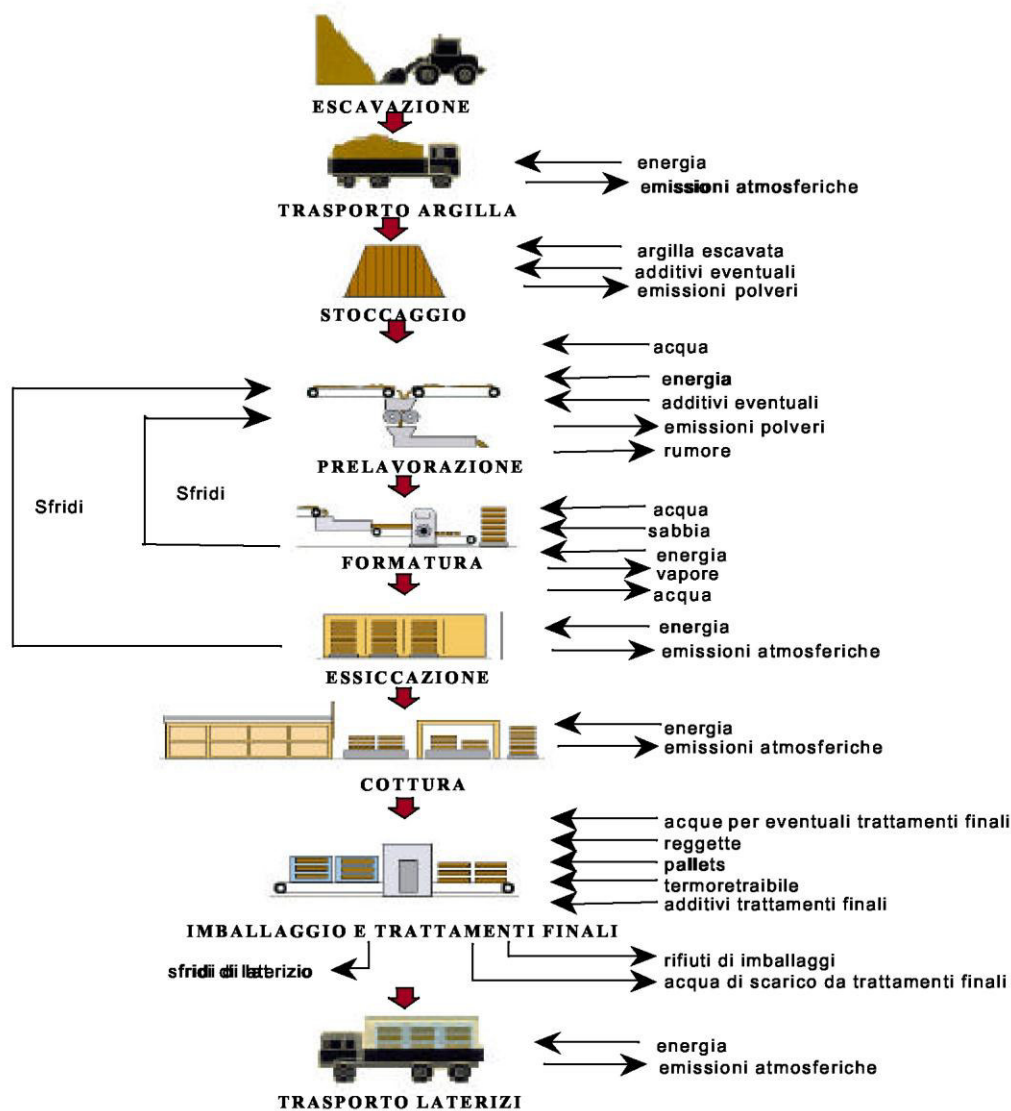 ESCAVAZIONE
energia
emissioni atmosferiche
TRASPORTO ARGILLA
argilla escavata
additivi eventuali
emissioni polveri
STOCCAGGIO
acqua
energia
additivi eventuali
emissioni polveri
rumore
PRELAVORAZIONE
Sfridi
Sfridi
acqua
sabbia
energia
vapore
acqua
FORMATURA
energia
emissioni atmosferiche
ESSICCAZIONE
energia
emissioni atmosferiche
COTTURA
acque per eventuali trattamenti finali
reggette
pallets
termoretraibile
additivi trattamenti finali
IMBALLAGGIO E TRATTAMENTI FINALI
sfridi di laterizio
rifiuti di imballaggi
acqua di scarico da trattamenti finali
energia
emissioni atmosferiche
TRASPORTO LATERIZI